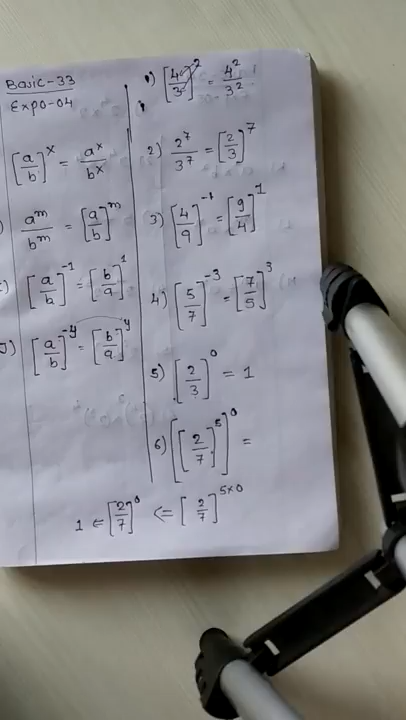 Basic-33
Expo-04
[a/b]^x = a^x/b^x
a^m/b^m = [a/b]^m
[a/b]^-1 = [b/a]^1
[a/b]^-y = [b/a]^y
1) [4/3]^2 = 4^2/3^2
2) 2^7/3^7 = [2/3]^7
3) [4/9]^-1 = [9/4]^1
4) [5/7]^-3 = [7/5]^3
5) [2/3]^0 = 1
6) [[2/7]^5]^0 =
1 <= [2/7]^0 <= [2/7]^5×0